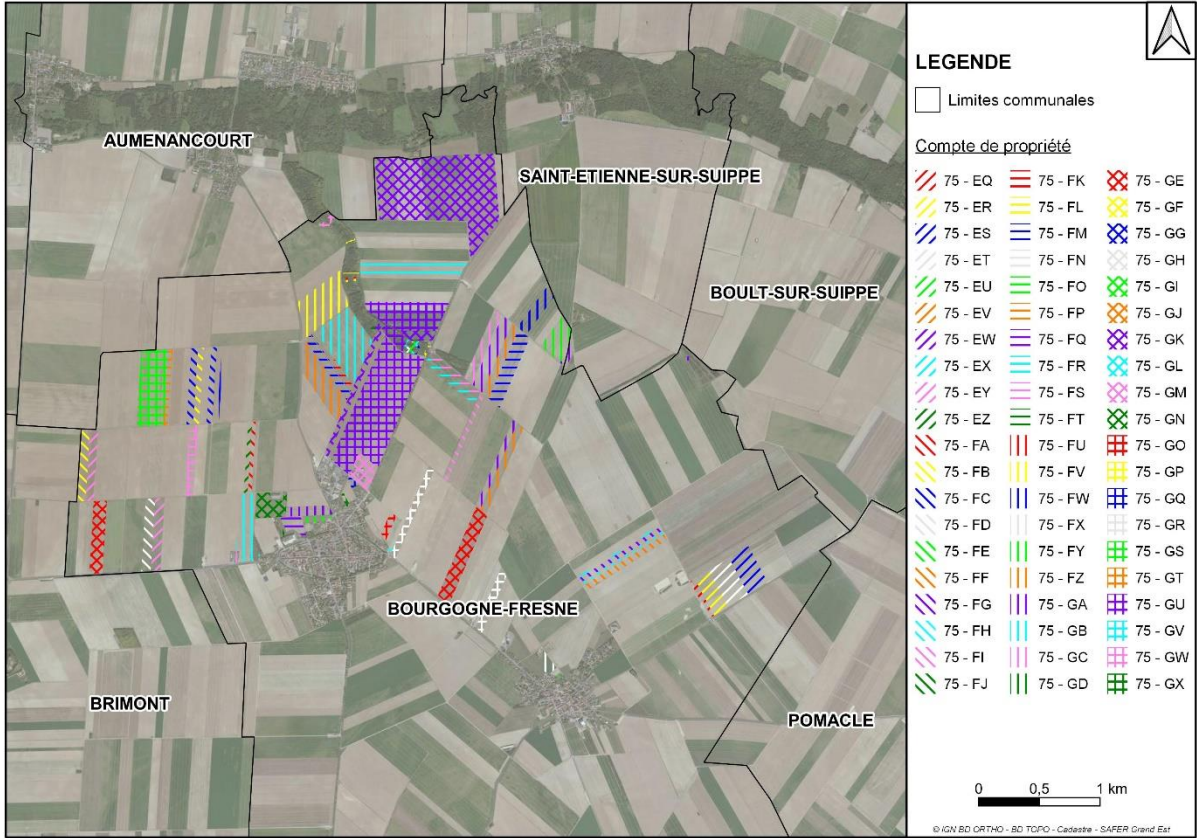 AUMENANCOURT
SAINT-ETIENNE-SUR-SUIPPE
BOULT-SUR-SUIPPE
BOURGOGNE-FRESNE
BRIMONT
POMACLE
LEGENDE
Limites communales
Compte de propriété
75 - EQ 75 - FK 75 - GE
75 - ER 75 - FL 75 - GF
75 - ES 75 - FM 75 - GG
75 - ET 75 - FN 75 - GH
75 - EU 75 - FO 75 - GI
75 - EV 75 - FP 75 - GJ
75 - EW 75 - FQ 75 - GK
75 - EX 75 - FR 75 - GL
75 - EY 75 - FS 75 - GM
75 - EZ 75 - FT 75 - GN
75 - FA 75 - FU 75 - GO
75 - FB 75 - FV 75 - GP
75 - FC 75 - FW 75 - GQ
75 - FD 75 - FX 75 - GR
75 - FE 75 - FY 75 - GS
75 - FF 75 - FZ 75 - GT
75 - FG 75 - GA 75 - GU
75 - FH 75 - GB 75 - GV
75 - FI 75 - GC 75 - GW
75 - FJ 75 - GD 75 - GX
0 0,5 1 km
© IGN BD ORTHO - BD TOPO - Cadastre - SAFER Grand Est